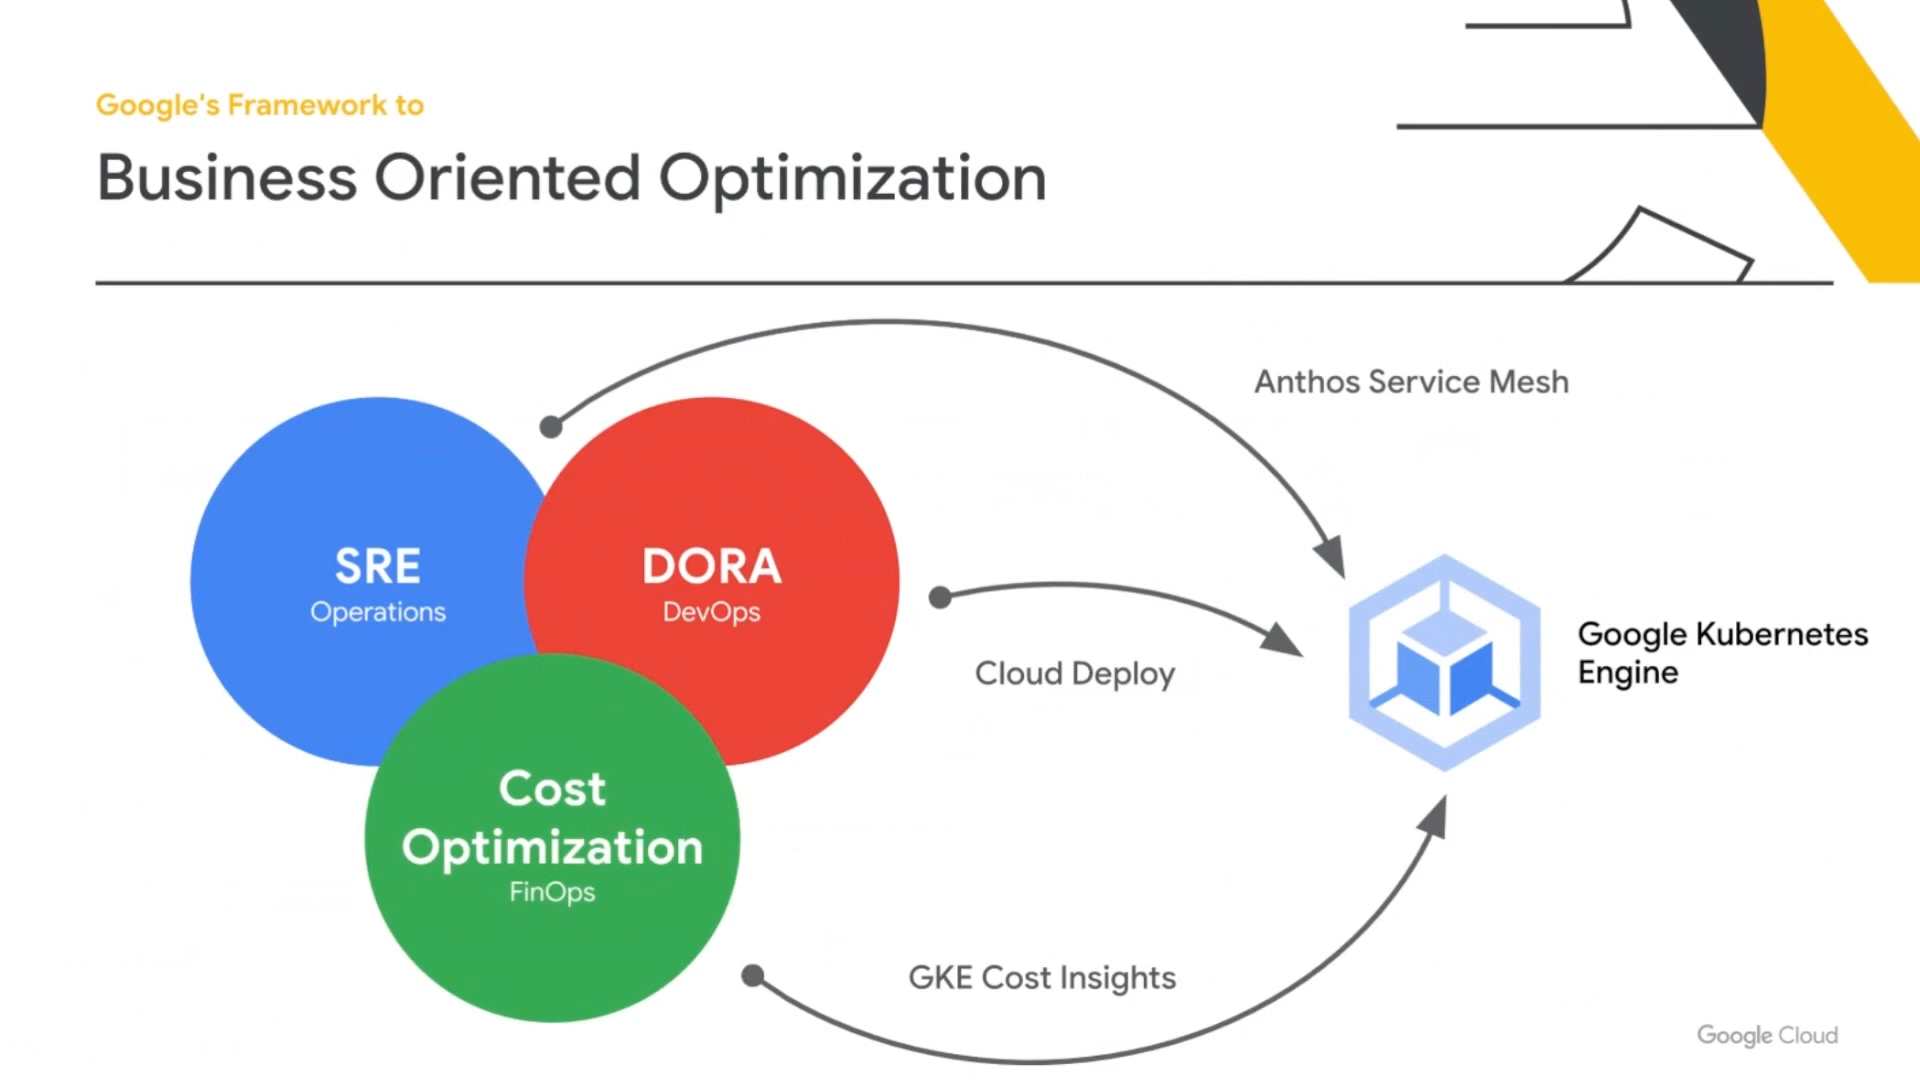 Google's Framework to
Business Oriented Optimization
Anthos Service Mesh
SRE
Operations
DORA
DevOps
Cloud Deploy
Google Kubernetes
Engine
Cost
Optimization
FinOps
GKE Cost Insights
Google Cloud